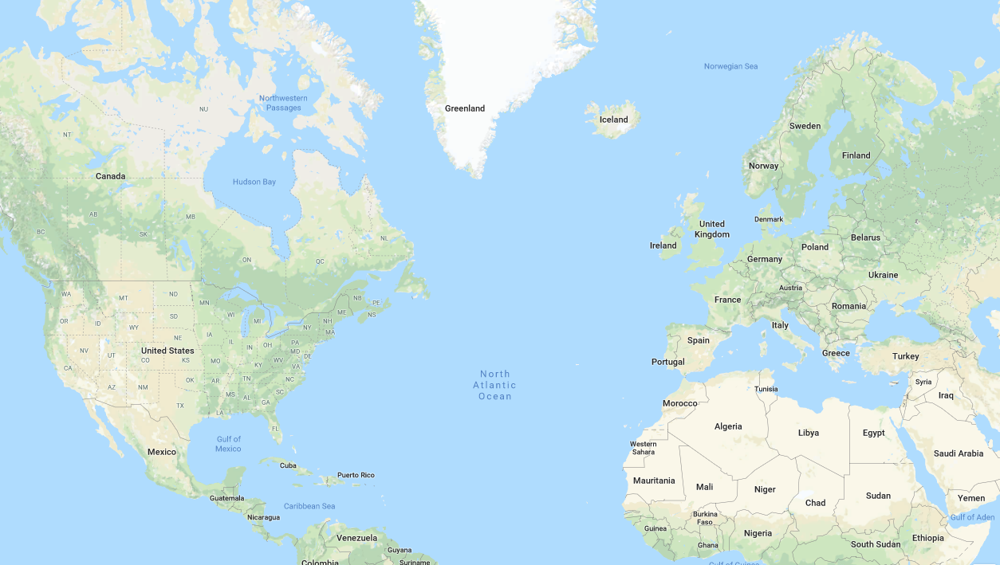 Norwegian Sea
Northwestern
Passages
NU
Greenland
Iceland
Sweden
NT
Finland
Norway
Canada
Hudson Bay
AB
MB
Denmark
BC
SK
United
Kingdom
NL
Belarus
Ireland
Poland
ON
QC
Germany
Ukraine
Austria
WA
MT
ND
NB
France
MN
PE
Romania
OR
ID
WY
SD
WI
MI
ME
NS
NH
Italy
NY
MA
NE
IA
IL
IN
OH
PA
Spain
NV
UT
United States
CO
KS
MO
KY
WV
MD
DE
VA
Greece
Turkey
Portugal
CA
North
Atlantic
Ocean
AZ
NM
OK
AR
TN
NC
Syria
Tunisia
MS
AL
SC
GA
Iraq
TX
LA
Morocco
FL
Algeria
Libya
Egypt
Gulf of
Mexico
Western
Sahara
Mexico
Saudi Arabia
Cuba
Puerto Rico
Mauritania
Mali
Niger
Chad
Sudan
Yemen
Guatemala
Caribbean Sea
Nicaragua
Burkina
Faso
Gulf of Aden
Guinea
Nigeria
Venezuela
Ethiopia
Ghana
South Sudan
Guyana
Colombia
Suriname
Gulf of Guinea